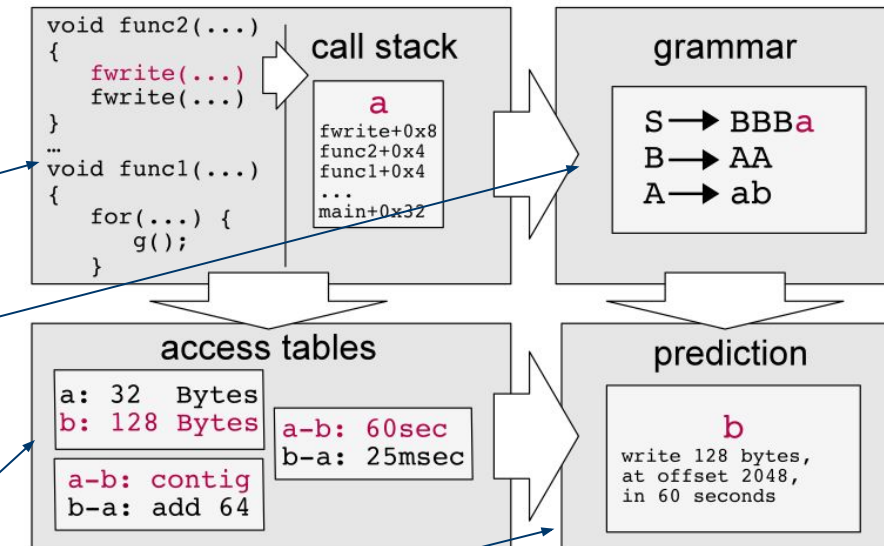 void func2(...)
{
fwrite(...)
fwrite(...)
}
…
void func1(...)
{
for(...) {
g();
}
call stack
a
fwrite+0x8
func2+0x4
func1+0x4
...
main+0x32
grammar
S→BBBa
B→AA
A→ab
access tables
a: 32 Bytes
b: 128 Bytes
a-b: contig
b-a: add 64
a-b: 60sec
b-a: 25msec
prediction
b
write 128 bytes,
at offset 2048,
in 60 seconds